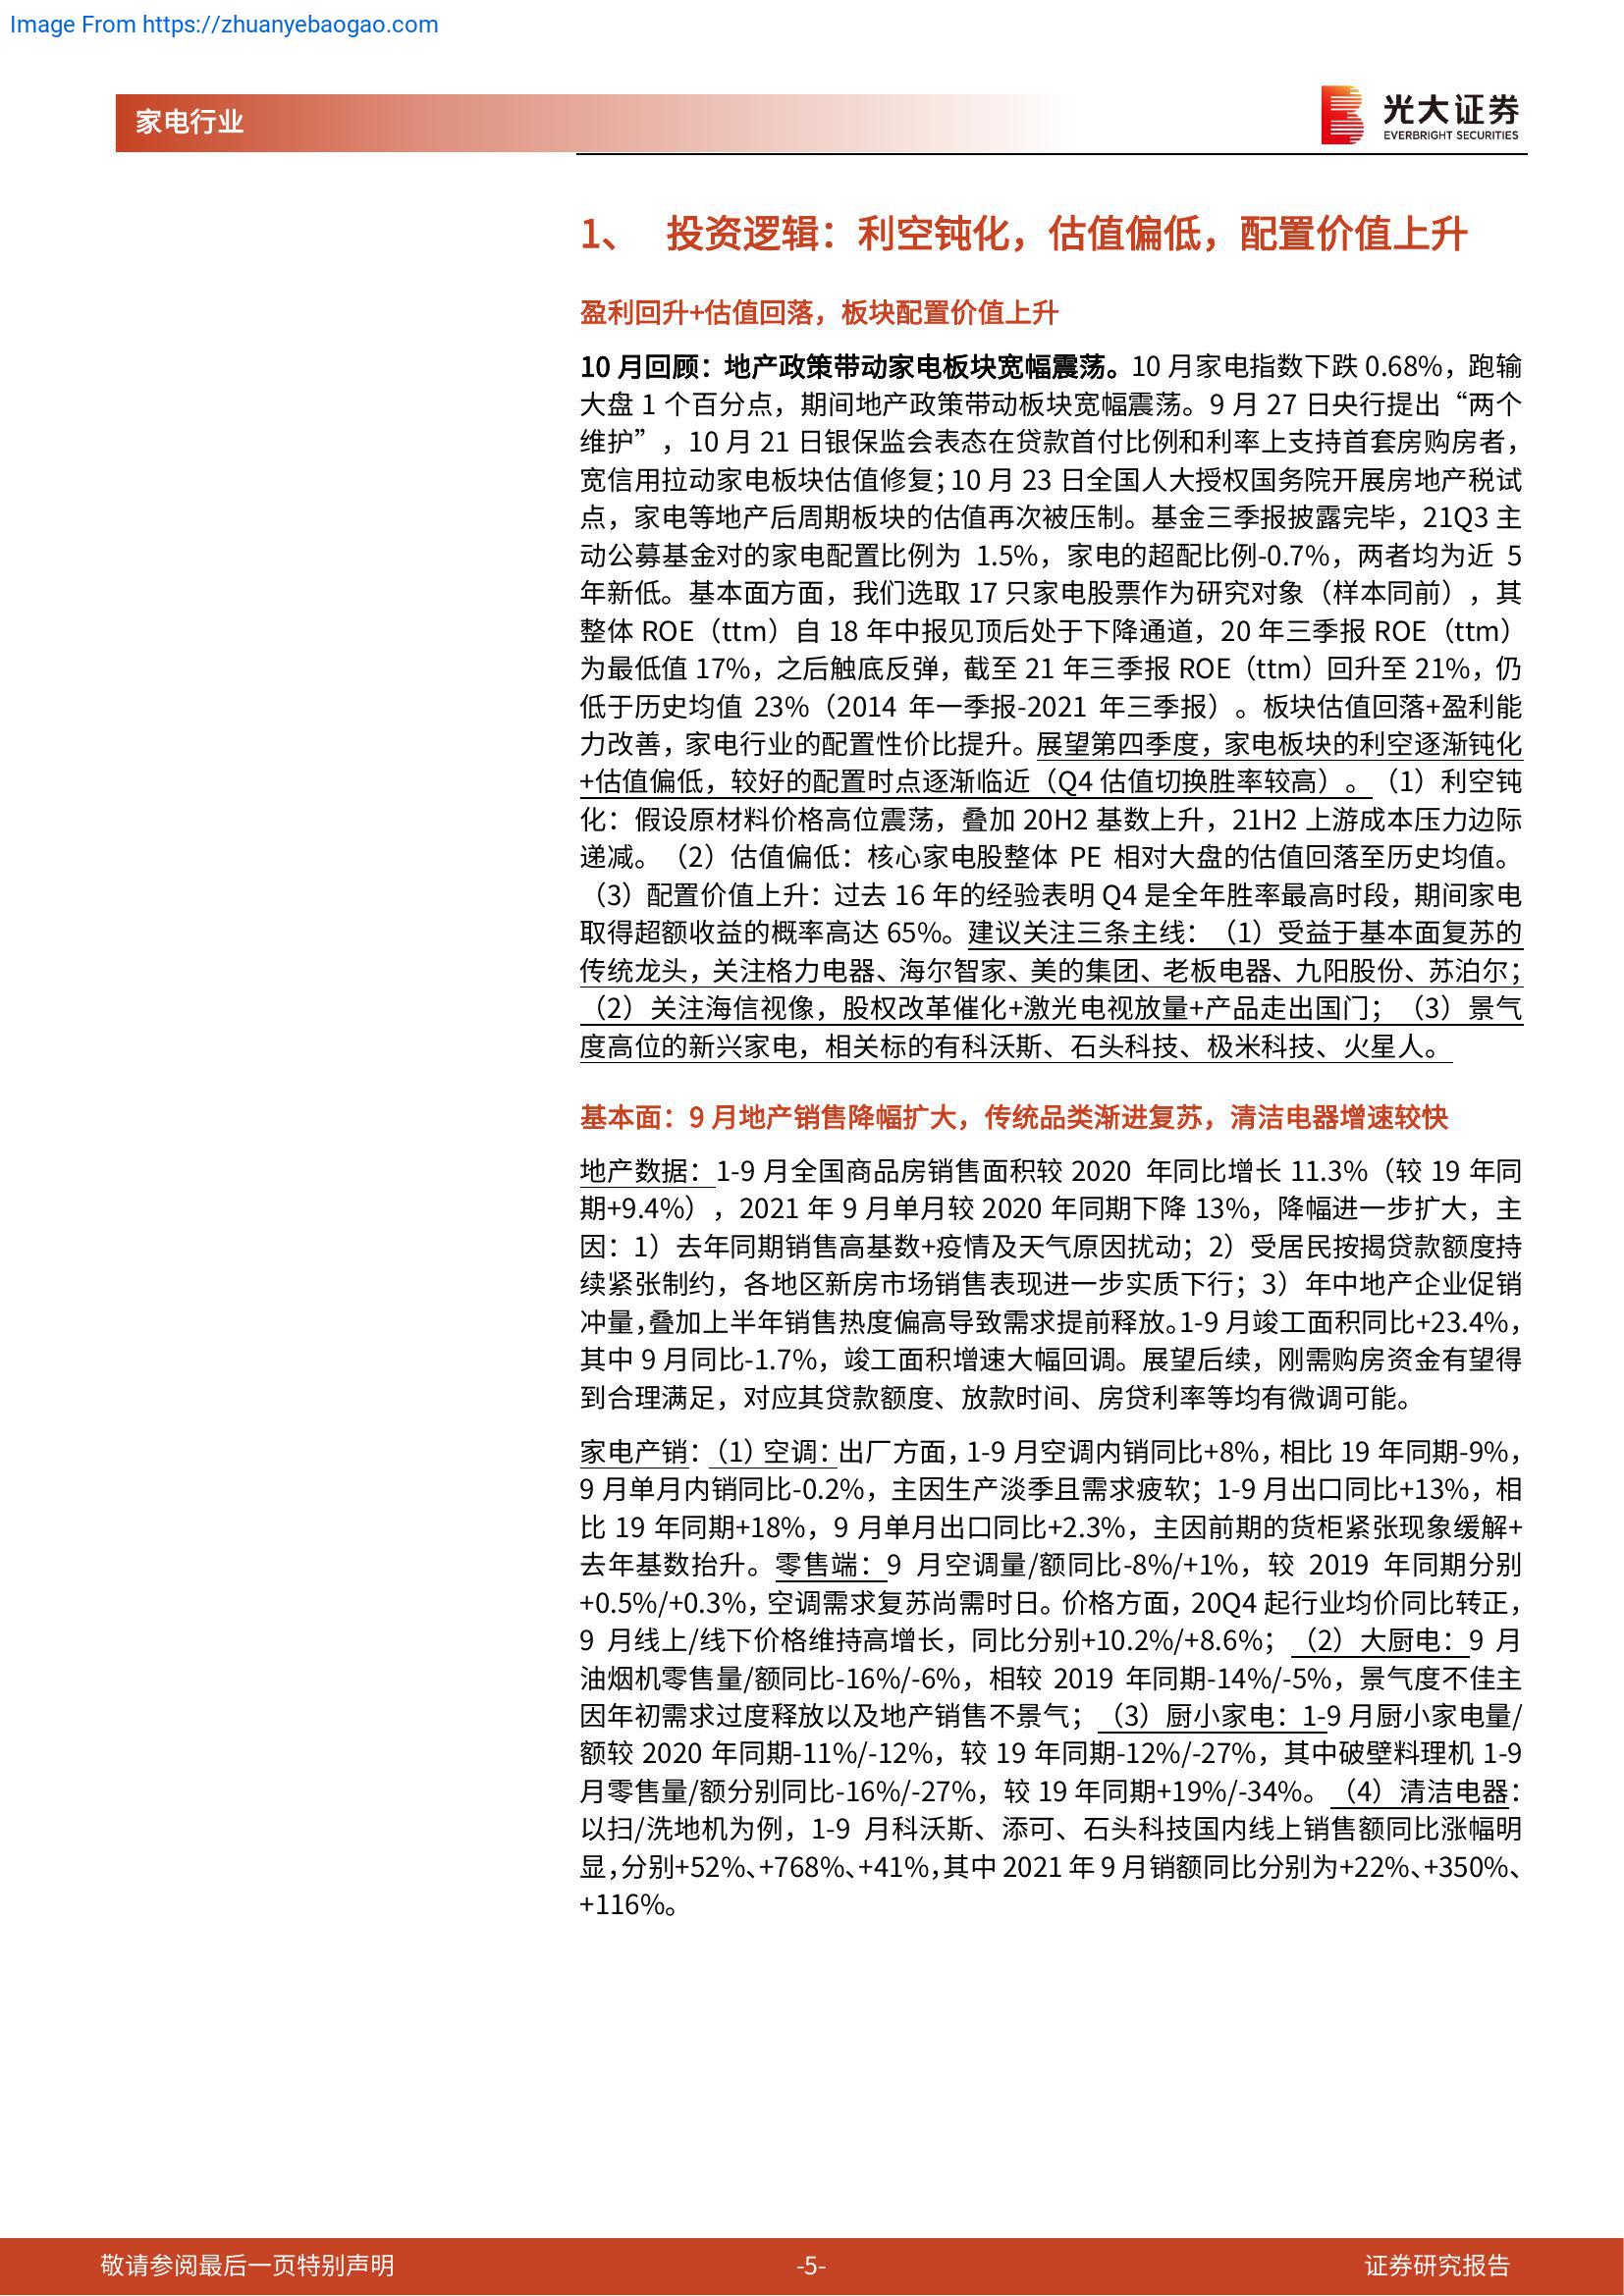 Image From https://zhuanyebaogao.com
家电行业
光大证券
EVERBRIGHT SECURITIES
1、 投资逻辑：利空钝化，估值偏低，配置价值上升
盈利回升+估值回落，板块配置价值上升
10 月回顾：地产政策带动家电板块宽幅震荡。10 月家电指数下跌 0.68%，跑输
大盘 1 个百分点，期间地产政策带动板块宽幅震荡。9 月 27 日央行提出“两个
维护”，10 月 21 日银保监会表态在贷款首付比例和利率上支持首套房购房者，
宽信用拉动家电板块估值修复；10 月 23 日全国人大授权国务院开展房地产税试
点，家电等地产后周期板块的估值再次被压制。基金三季报披露完毕，21Q3 主
动公募基金对的家电配置比例为 1.5%，家电的超配比例-0.7%，两者均为近 5
年新低。基本面方面，我们选取 17 只家电股票作为研究对象（样本同前），其
整体 ROE（ttm）自 18 年中报见顶后处于下降通道，20 年三季报 ROE（ttm）
为最低值 17%，之后触底反弹，截至 21 年三季报 ROE（ttm）回升至 21%，仍
低于历史均值 23%（2014 年一季报-2021 年三季报）。板块估值回落+盈利能
力改善，家电行业的配置性价比提升。展望第四季度，家电板块的利空逐渐钝化
+估值偏低，较好的配置时点逐渐临近（Q4 估值切换胜率较高）。（1）利空钝
化：假设原材料价格高位震荡，叠加 20H2 基数上升，21H2 上游成本压力边际
递减。（2）估值偏低：核心家电股整体 PE 相对大盘的估值回落至历史均值。
（3）配置价值上升：过去 16 年的经验表明 Q4 是全年胜率最高时段，期间家电
取得超额收益的概率高达 65%。建议关注三条主线：（1）受益于基本面复苏的
传统龙头，关注格力电器、海尔智家、美的集团、老板电器、九阳股份、苏泊尔；
（2）关注海信视像，股权改革催化+激光电视放量+产品走出国门；（3）景气
度高位的新兴家电，相关标的有科沃斯、石头科技、极米科技、火星人。
基本面：9 月地产销售降幅扩大，传统品类渐进复苏，清洁电器增速较快
地产数据：1-9 月全国商品房销售面积较 2020 年同比增长 11.3%（较 19 年同
期+9.4%），2021 年 9 月单月较 2020 年同期下降 13%，降幅进一步扩大，主
因：1）去年同期销售高基数+疫情及天气原因扰动；2）受居民按揭贷款额度持
续紧张制约，各地区新房市场销售表现进一步实质下行；3）年中地产企业促销
冲量，叠加上半年销售热度偏高导致需求提前释放。1-9 月竣工面积同比+23.4%，
其中 9 月同比-1.7%，竣工面积增速大幅回调。展望后续，刚需购房资金有望得
到合理满足，对应其贷款额度、放款时间、房贷利率等均有微调可能。
家电产销：（1）空调：出厂方面，1-9 月空调内销同比+8%，相比 19 年同期-9%，
9 月单月内销同比-0.2%，主因生产淡季且需求疲软；1-9 月出口同比+13%，相
比 19 年同期+18%，9 月单月出口同比+2.3%，主因前期的货柜紧张现象缓解+
去年基数抬升。零售端：9 月空调量/额同比-8%/+1%，较 2019 年同期分别
+0.5%/+0.3%，空调需求复苏尚需时日。价格方面，20Q4 起行业均价同比转正，
9 月线上/线下价格维持高增长，同比分别+10.2%/+8.6%；（2）大厨电：9 月
油烟机零售量/额同比-16%/-6%，相较 2019 年同期-14%/-5%，景气度不佳主
因年初需求过度释放以及地产销售不景气；（3）厨小家电：1-9 月厨小家电量/
额较 2020 年同期-11%/-12%，较 19 年同期-12%/-27%，其中破壁料理机 1-9
月零售量/额分别同比-16%/-27%，较 19 年同期+19%/-34%。（4）清洁电器：
以扫/洗地机为例，1-9 月科沃斯、添可、石头科技国内线上销售额同比涨幅明
显，分别+52%、+768%、+41%，其中 2021 年 9 月销额同比分别为+22%、+350%、
+116%。
敬请参阅最后一页特别声明
-5-
证券研究报告